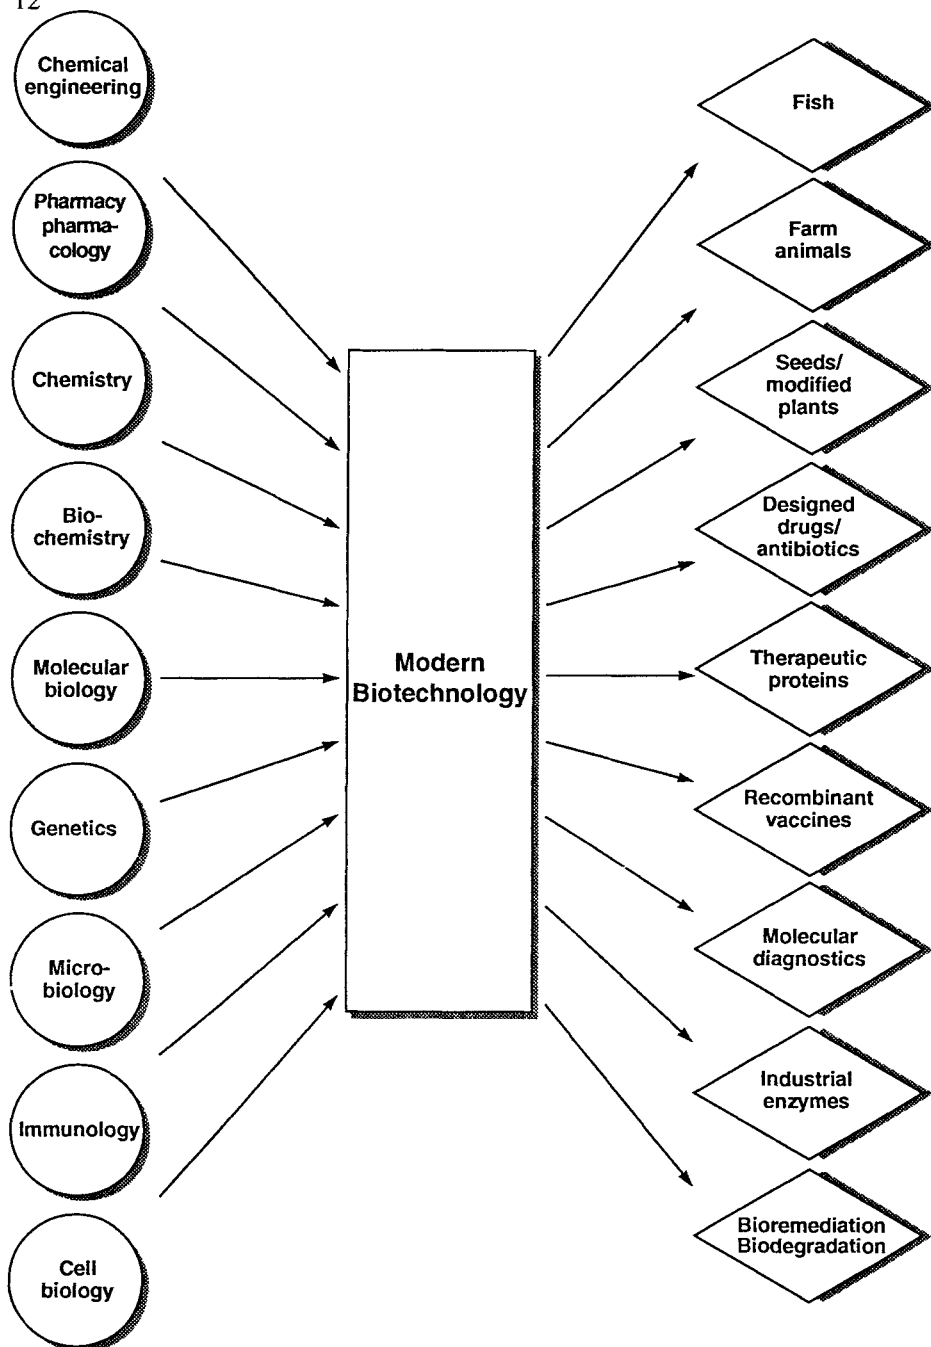 12
Chemical
engineering
Pharmacy
pharma-
cology
Chemistry
Bio-
chemistry
Molecular
biology
Genetics
Micro-
biology
Immunology
Cell
biology
Modern
Biotechnology
Fish
Farm
animals
Seeds/
modified
plants
Designed
drugs/
antibiotics
Therapeutic
proteins
Recombinant
vaccines
Molecular
diagnostics
Industrial
enzymes
Bioremediation
Biodegradation